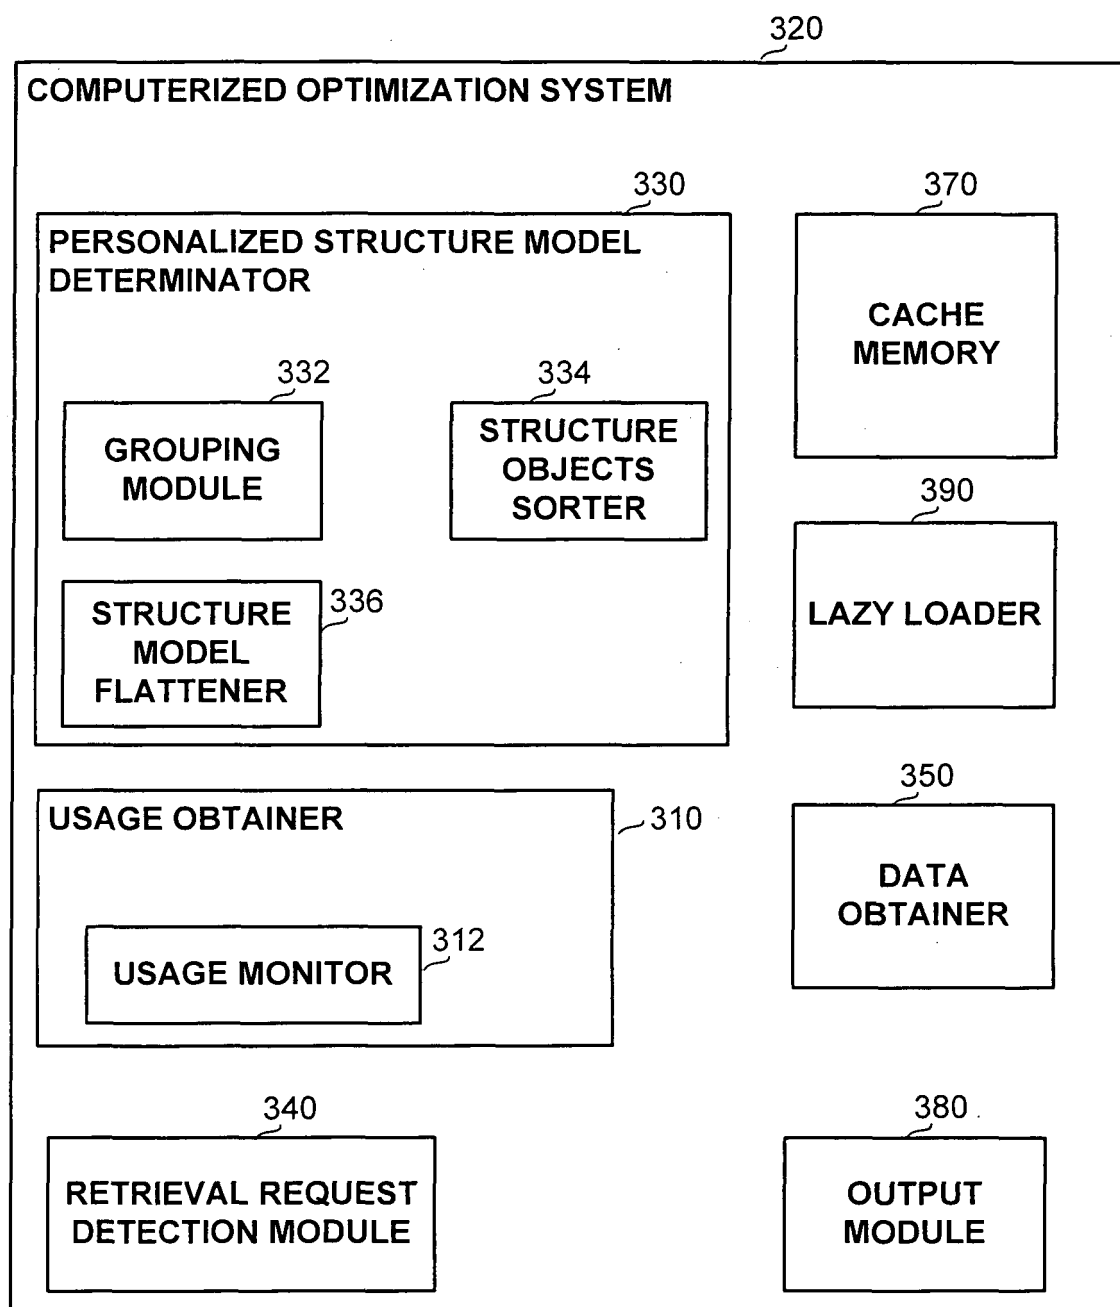 320
COMPUTERIZED OPTIMIZATION SYSTEM
330
PERSONALIZED STRUCTURE MODEL
DETERMINATOR
332
GROUPING
MODULE
334
STRUCTURE
OBJECTS
SORTER
336
STRUCTURE
MODEL
FLATTENER
370
CACHE
MEMORY
390
LAZY LOADER
USAGE OBTAINER
310
312
USAGE MONITOR
350
DATA
OBTAINER
340
RETRIEVAL REQUEST
DETECTION MODULE
380
OUTPUT
MODULE